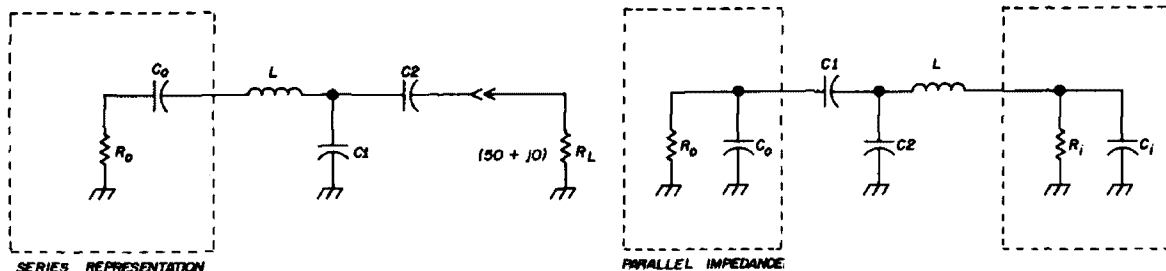 Co
L
C2
Ro
C1
(50 + j0)
RL
SERIES REPRESENTATION
C1
L
Ro
Co
C2
Ri
Ci
PARALLEL IMPEDANCE